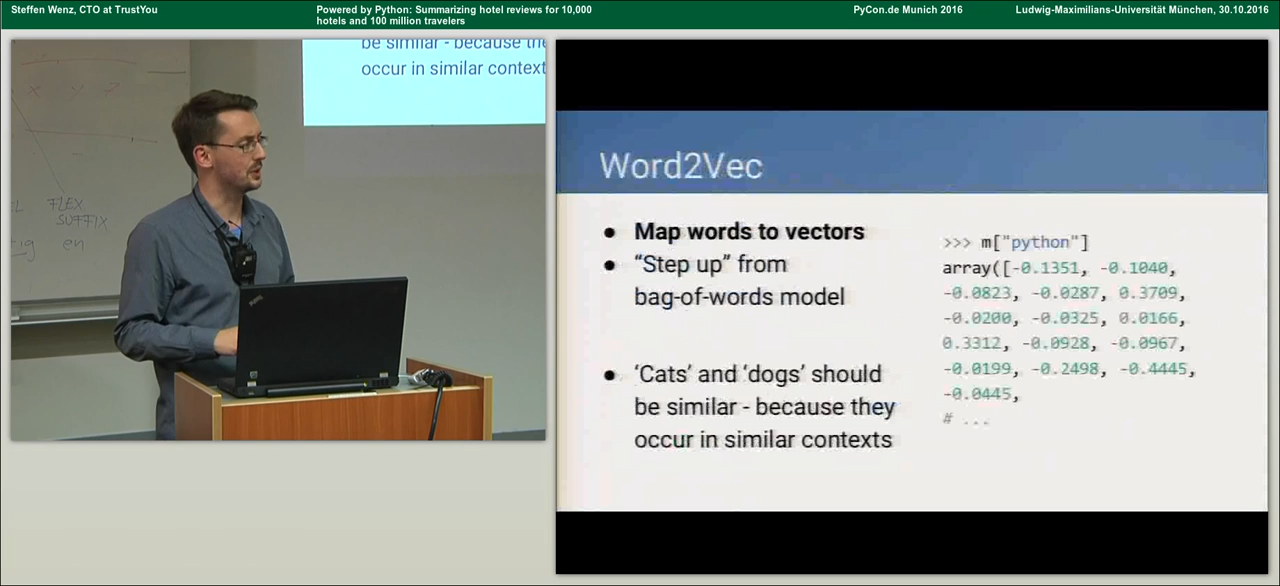 Steffen Wenz, CTO at TrustYou
Powered by Python: Summarizing hotel reviews for 10,000
hotels and 100 million travelers
PyCon.de Munich 2016
Ludwig-Maximilians-Universität München, 30.10.2016
be similar - because the
occur in similar context
x y z
FLEX
SUFFIX
en
ThinkPad
Word2Vec
● Map words to vectors
● “Step up” from
bag-of-words model
● ‘Cats’ and ‘dogs’ should
be similar - because they
occur in similar contexts
>>> m["python"]
array([-0.1351, -0.1040,
-0.0823, -0.0287, 0.3709,
-0.0200, -0.0325, 0.0166,
0.3312, -0.0928, -0.0967,
-0.0199, -0.2498, -0.4445,
-0.0445,
# ...